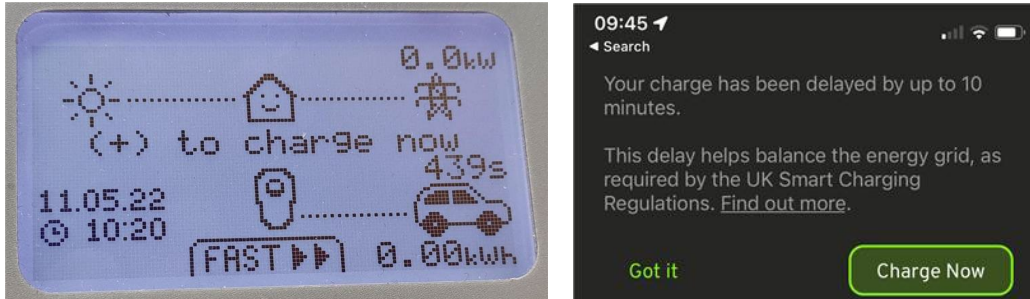 0.0kW
(+) to charge now
439s
11.05.22
10:20
FAST
0.00kWh
09:45
Search
Your charge has been delayed by up to 10
minutes.
This delay helps balance the energy grid, as
required by the UK Smart Charging
Regulations. Find out more.
Got it
Charge Now